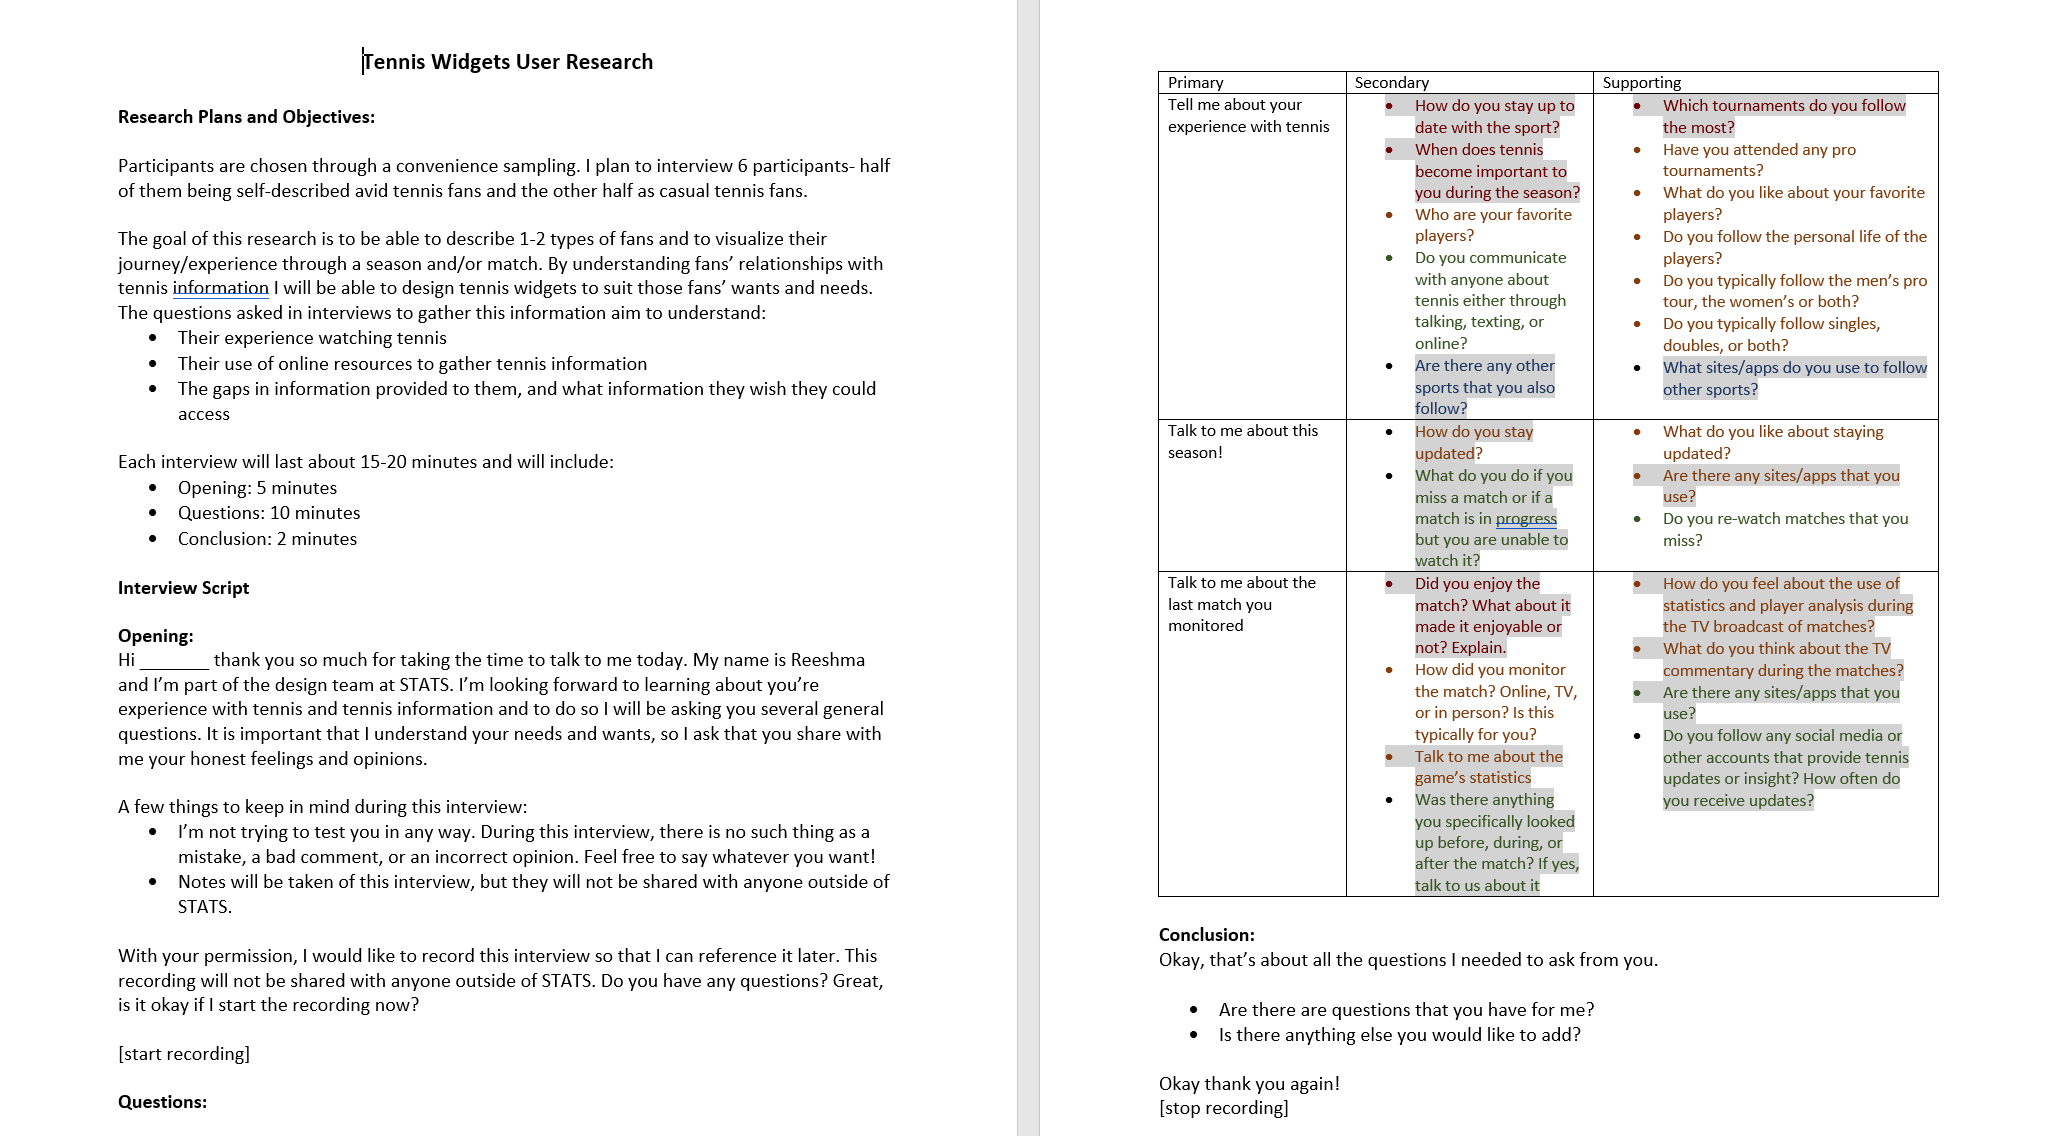 Tennis Widgets User Research
Research Plans and Objectives:
Participants are chosen through a convenience sampling. I plan to interview 6 participants- half
of them being self-described avid tennis fans and the other half as casual tennis fans.
The goal of this research is to be able to describe 1-2 types of fans and to visualize their
journey/experience through a season and/or match. By understanding fans’ relationships with
tennis information I will be able to design tennis widgets to suit those fans’ wants and needs.
The questions asked in interviews to gather this information aim to understand:
• Their experience watching tennis
• Their use of online resources to gather tennis information
• The gaps in information provided to them, and what information they wish they could
access
Each interview will last about 15-20 minutes and will include:
• Opening: 5 minutes
• Questions: 10 minutes
• Conclusion: 2 minutes
Interview Script
Opening:
Hi _______ thank you so much for taking the time to talk to me today. My name is Reeshma
and I’m part of the design team at STATS. I’m looking forward to learning about you’re
experience with tennis and tennis information and to do so I will be asking you several general
questions. It is important that I understand your needs and wants, so I ask that you share with
me your honest feelings and opinions.
A few things to keep in mind during this interview:
• I’m not trying to test you in any way. During this interview, there is no such thing as a
mistake, a bad comment, or an incorrect opinion. Feel free to say whatever you want!
• Notes will be taken of this interview, but they will not be shared with anyone outside of
STATS.
With your permission, I would like to record this interview so that I can reference it later. This
recording will not be shared with anyone outside of STATS. Do you have any questions? Great,
is it okay if I start the recording now?
[start recording]
Questions:
Primary
Secondary
Supporting
Tell me about your
experience with tennis
• How do you stay up to
date with the sport?
• When does tennis
become important to
you during the season?
• Who are your favorite
players?
• Do you communicate
with anyone about
tennis either through
talking, texting, or
online?
• Are there any other
sports that you also
follow?
• Which tournaments do you follow
the most?
• Have you attended any pro
tournaments?
• What do you like about your favorite
players?
• Do you follow the personal life of the
players?
• Do you typically follow the men’s pro
tour, the women’s or both?
• Do you typically follow singles,
doubles, or both?
• What sites/apps do you use to follow
other sports?
Talk to me about this
season!
• How do you stay
updated?
• What do you do if you
miss a match or if a
match is in progress
but you are unable to
watch it?
• What do you like about staying
updated?
• Are there any sites/apps that you
use?
• Do you re-watch matches that you
miss?
Talk to me about the
last match you
monitored
• Did you enjoy the
match? What about it
made it enjoyable or
not? Explain.
• How did you monitor
the match? Online, TV,
or in person? Is this
typically for you?
• Talk to me about the
game’s statistics
• Was there anything
you specifically looked
up before, during, or
after the match? If yes,
talk to us about it
• How do you feel about the use of
statistics and player analysis during
the TV broadcast of matches?
• What do you think about the TV
commentary during the matches?
• Are there any sites/apps that you
use?
• Do you follow any social media or
other accounts that provide tennis
updates or insight? How often do
you receive updates?
Conclusion:
Okay, that’s about all the questions I needed to ask from you.
• Are there are questions that you have for me?
• Is there anything else you would like to add?
Okay thank you again!
[stop recording]